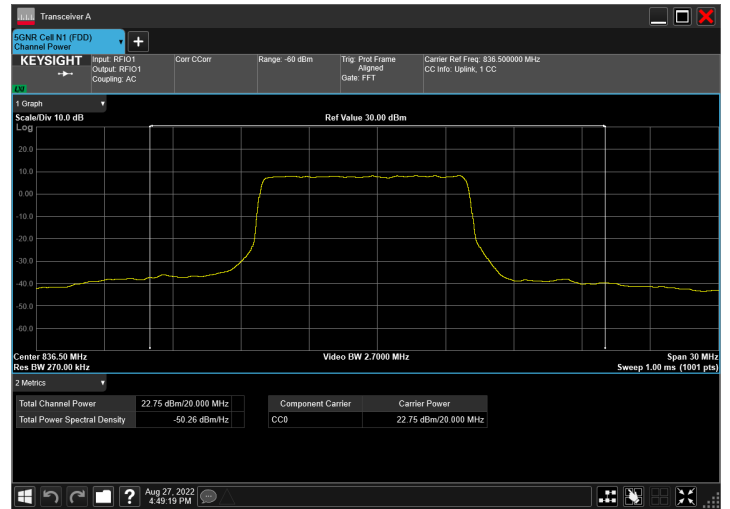 Transceiver A
5GNR Cell N1 (FDD)
Channel Power
KEYSIGHT
LXI
Input: RFIO1
Output: RFIO1
Coupling: AC
Corr CCorr
Range: -60 dBm
Trig: Prot Frame
Aligned
Gate: FFT
Carrier Ref Freq: 836.500000 MHz
CC Info: Uplink, 1 CC
1 Graph
Scale/Div 10.0 dB
Ref Value 30.00 dBm
Log
20.0
10.0
0.00
-10.0
-20.0
-30.0
-40.0
-50.0
-60.0
Center 836.50 MHz
Video BW 2.7000 MHz
Span 30 MHz
Res BW 270.00 kHz
Sweep 1.00 ms (1001 pts)
2 Metrics
Total Channel Power 22.75 dBm/20.000 MHz
Total Power Spectral Density -50.26 dBm/Hz
Component Carrier Carrier Power
CC0 22.75 dBm/20.000 MHz
Aug 27, 2022
4:49:19 PM